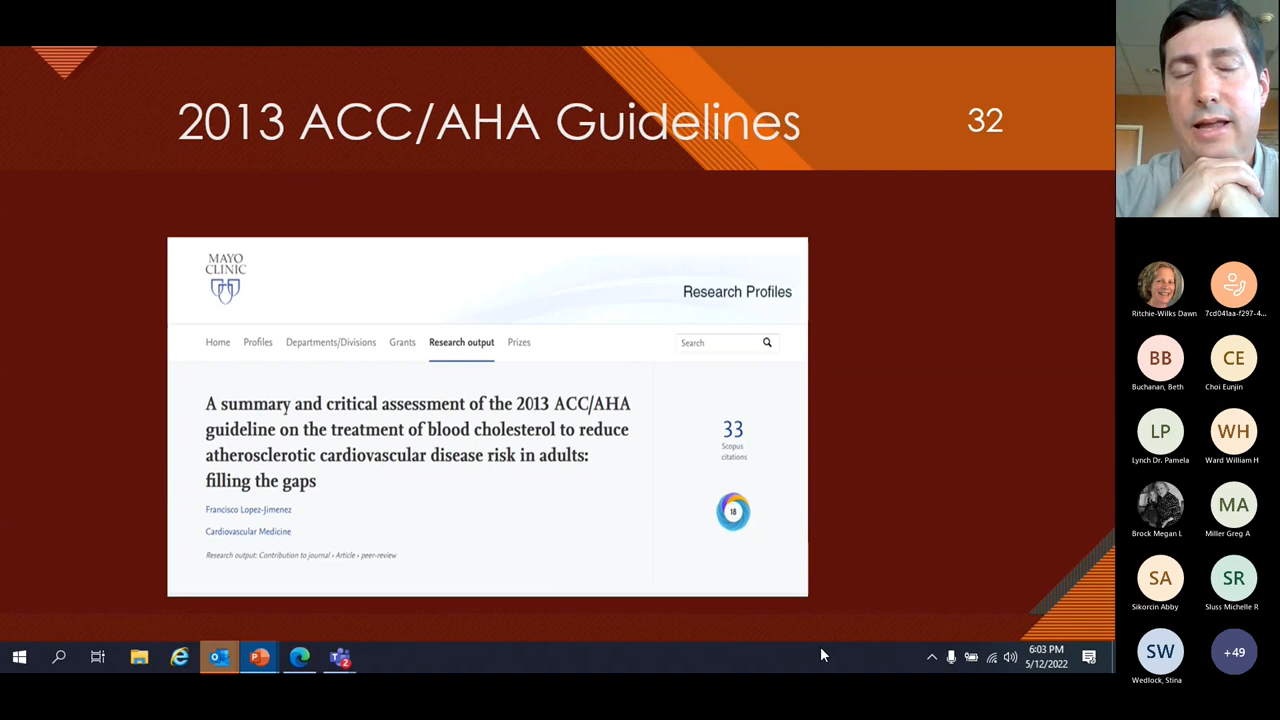 2013 ACC/AHA Guidelines
32
MAYO
CLINIC
Research Profiles
Home Profiles Departments/Divisions Grants Research output Prizes
Search
A summary and critical assessment of the 2013 ACC/AHA
guideline on the treatment of blood cholesterol to reduce
atherosclerotic cardiovascular disease risk in adults:
filling the gaps
Francisco Lopez-Jimenez
Cardiovascular Medicine
Research output: Contribution to journal › Article › peer-review
33
Scopus
citations
18
2
6:03 PM
5/12/2022
Ritchie-Wilks Dawn
7cd041aa-f297-4...
BB
Buchanan, Beth
CE
Choi Eunjin
LP
Lynch Dr. Pamela
WH
Ward William H
Brock Megan L
MA
Miller Greg A
SA
Sikorcin Abby
SR
Sluss Michelle R
SW
Wedlock, Stina
+49